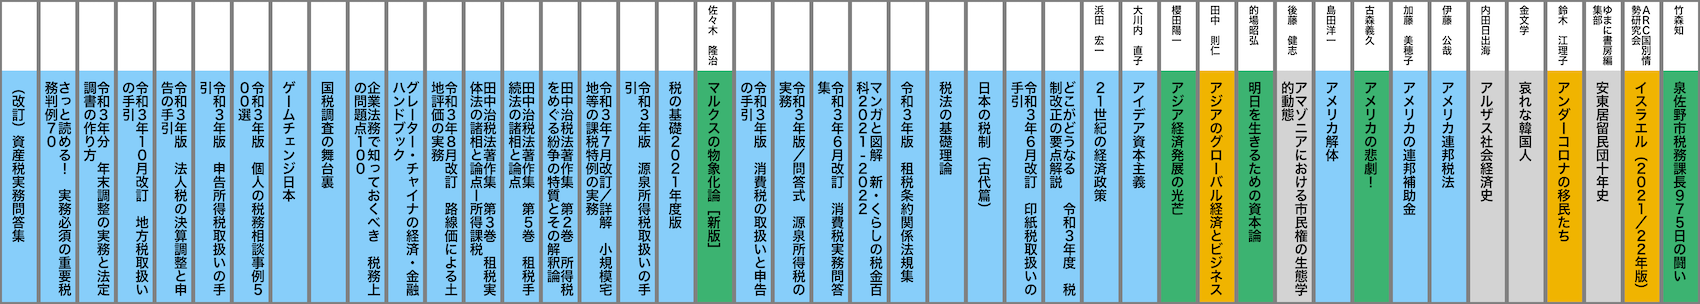 竹森知
泉佐野市税務課長９７５日の闘い
ＡＲＣ国別情
勢研究会
イスラエル（２０２１／２２年版）
ゆまに書房編
集部
安東居留民団十年史
鈴木　江理子
アンダーコロナの移民たち
金文学
哀れな韓国人
内田日出海
アルザス社会経済史
伊藤　公哉
アメリカ連邦税法
加藤　美穂子
アメリカの連邦補助金
古森義久
アメリカの悲劇！
島田洋一
アメリカ解体
後藤　健志
アマゾニアにおける市民権の生態学
的動態
的場昭弘
明日を生きるための資本論
田中　則仁
アジアのグローバル経済とビジネス
櫻田陽一
アジア経済発展の光芒
大川内　直子
アイデア資本主義
浜田　宏一
２１世紀の経済政策
どこがどうなる　令和３年度　税
制改正の要点解説
令和３年６月改訂　印紙税取扱いの
手引
日本の税制（古代篇）
税法の基礎理論
令和３年版　租税条約関係法規集
マンガと図解　新・くらしの税金百
科２０２１-２０２２
令和３年６月改訂　消費税実務問答
集
令和３年版／問答式　源泉所得税の
実務
令和３年版　消費税の取扱いと申告
の手引
佐々木　隆治
マルクスの物象化論［新版］
税の基礎２０２１年度版
令和３年版　源泉所得税取扱いの手
引
令和３年７月改訂／詳解　小規模宅
地等の課税特例の実務
田中治税法著作集　第２巻　所得税
をめぐる紛争の特質とその解釈論
田中治税法著作集　第５巻　租税手
続法の諸相と論点
田中治税法著作集　第３巻　租税実
体法の諸相と論点－所得課税
令和３年８月改訂　路線価による土
地評価の実務
グレーター・チャイナの経済・金融
ハンドブック
企業法務で知っておくべき　税務上
の問題点１００
国税調査の舞台裏
ゲームチェンジ日本
令和３年版　個人の税務相談事例５
００選
令和３年版　申告所得税取扱いの手
引
令和３年版　法人税の決算調整と申
告の手引
令和３年１０月改訂　地方税取扱い
の手引
令和３年分　年末調整の実務と法定
調書の作り方
さっと読める！　実務必須の重要税
務判例７０
（改訂）資産税実務問答集